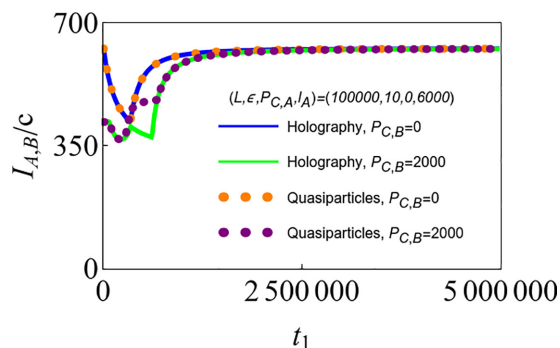 700
350
0
I_{A,B}/c
(L,ϵ,P_{C,A},l_A)=(100000,10,0,6000)
Holography, P_{C,B}=0
Holography, P_{C,B}=2000
Quasiparticles, P_{C,B}=0
Quasiparticles, P_{C,B}=2000
0 2 500 000 5 000 000
t_1